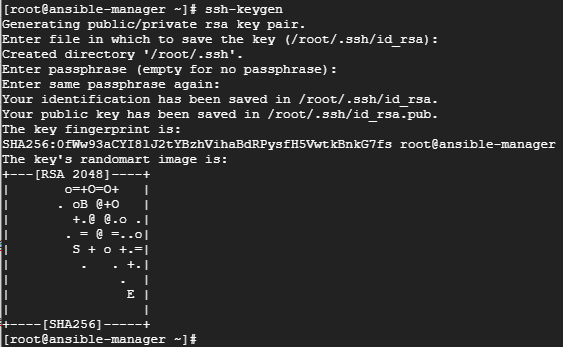 [root@ansible-manager ~]# ssh-keygen
Generating public/private rsa key pair.
Enter file in which to save the key (/root/.ssh/id_rsa):
Created directory '/root/.ssh'.
Enter passphrase (empty for no passphrase):
Enter same passphrase again:
Your identification has been saved in /root/.ssh/id_rsa.
Your public key has been saved in /root/.ssh/id_rsa.pub.
The key fingerprint is:
SHA256:0fWw93aCYI8lJ2tYBzhVihaBdRPysfH5VwtkBnkG7fs root@ansible-manager
The key's randomart image is:
+---[RSA 2048]----+
|       o=+O=O+   |
|      . oB @+O   |
|        +.@ @.o .|
|       . = @ =..o|
|        S + o +.=|
|         .   . +.|
|              .  |
|               E |
|                 |
+----[SHA256]-----+
[root@ansible-manager ~]#